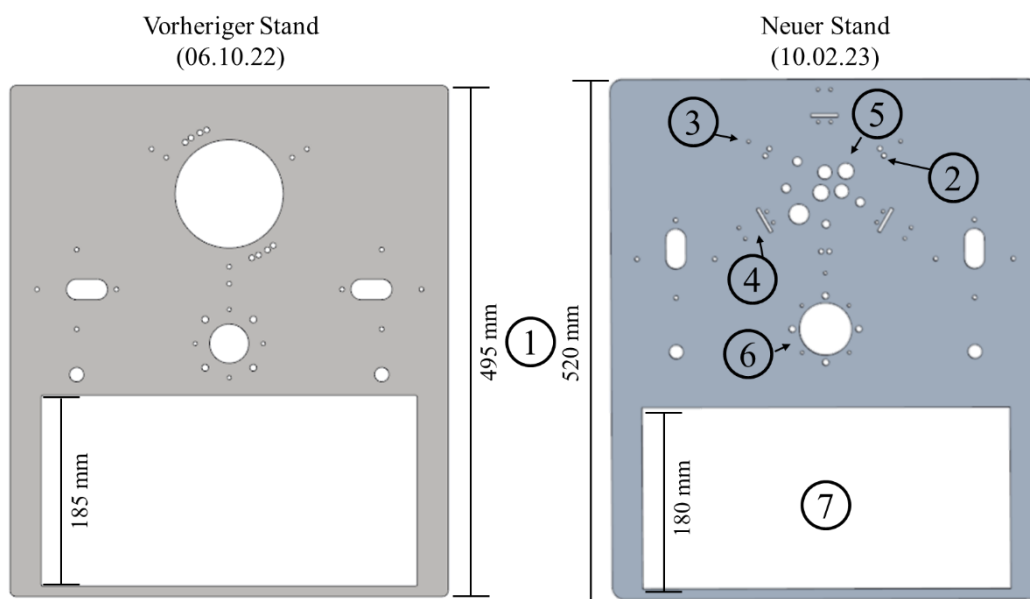 Vorheriger Stand
(06.10.22)
Neuer Stand
(10.02.23)
3
5
2
4
1
6
495 mm
520 mm
185 mm
180 mm
7